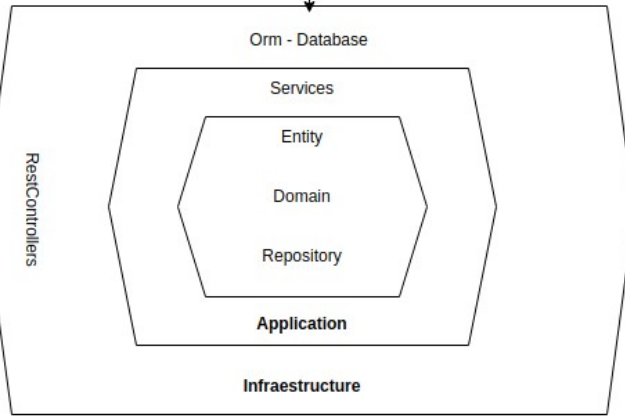 Orm - Database
Services
Entity
RestControllers
Domain
Repository
Application
Infraestructure